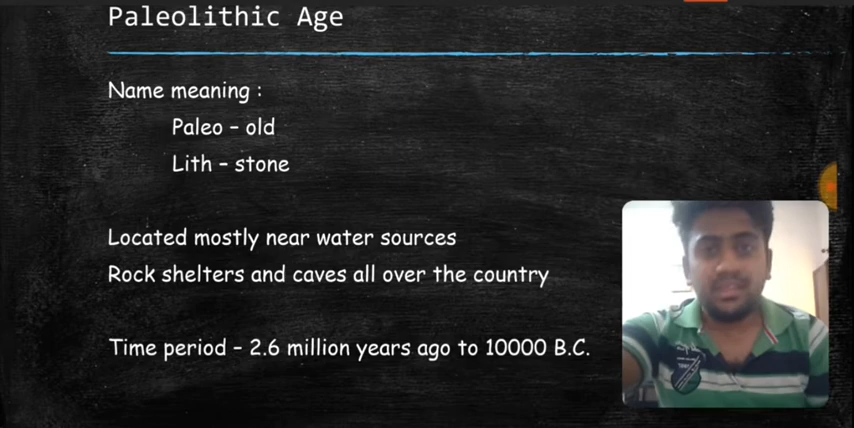 Paleolithic Age
Name meaning :
Paleo – old
Lith – stone
Located mostly near water sources
Rock shelters and caves all over the country
Time period – 2.6 million years ago to 10000 B.C.